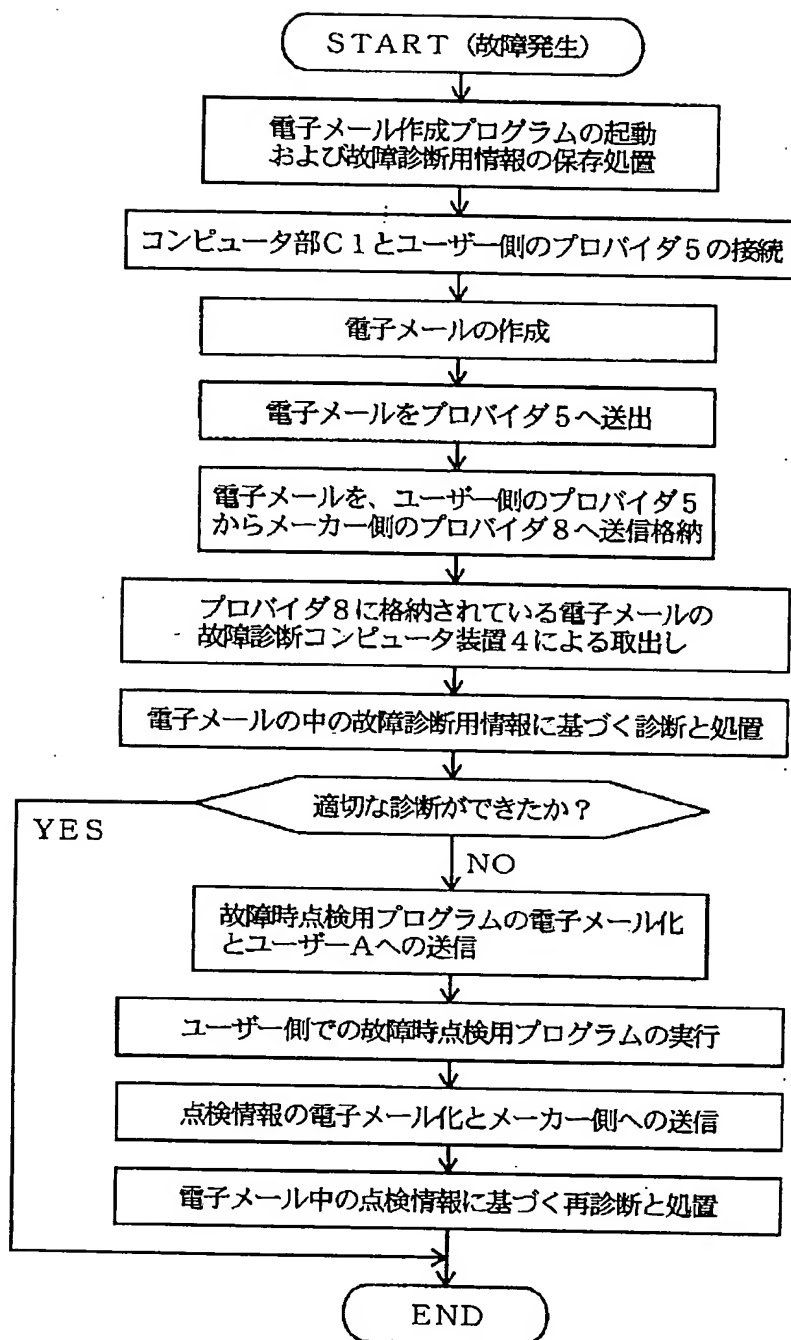 START（故障発生）
電子メール作成プログラムの起動
および故障診断用情報の保存処置
コンピュータ部C1とユーザー側のプロバイダ5の接続
電子メールの作成
電子メールをプロバイダ5へ送出
電子メールを、ユーザー側のプロバイダ5
からメーカー側のプロバイダ8へ送信格納
プロバイダ8に格納されている電子メールの
故障診断コンピュータ装置4による取出し
電子メールの中の故障診断用情報に基づく診断と処置
適切な診断ができたか？
YES
NO
故障時点検用プログラムの電子メール化
とユーザーAへの送信
ユーザー側での故障時点検用プログラムの実行
点検情報の電子メール化とメーカー側への送信
電子メール中の点検情報に基づく再診断と処置
END